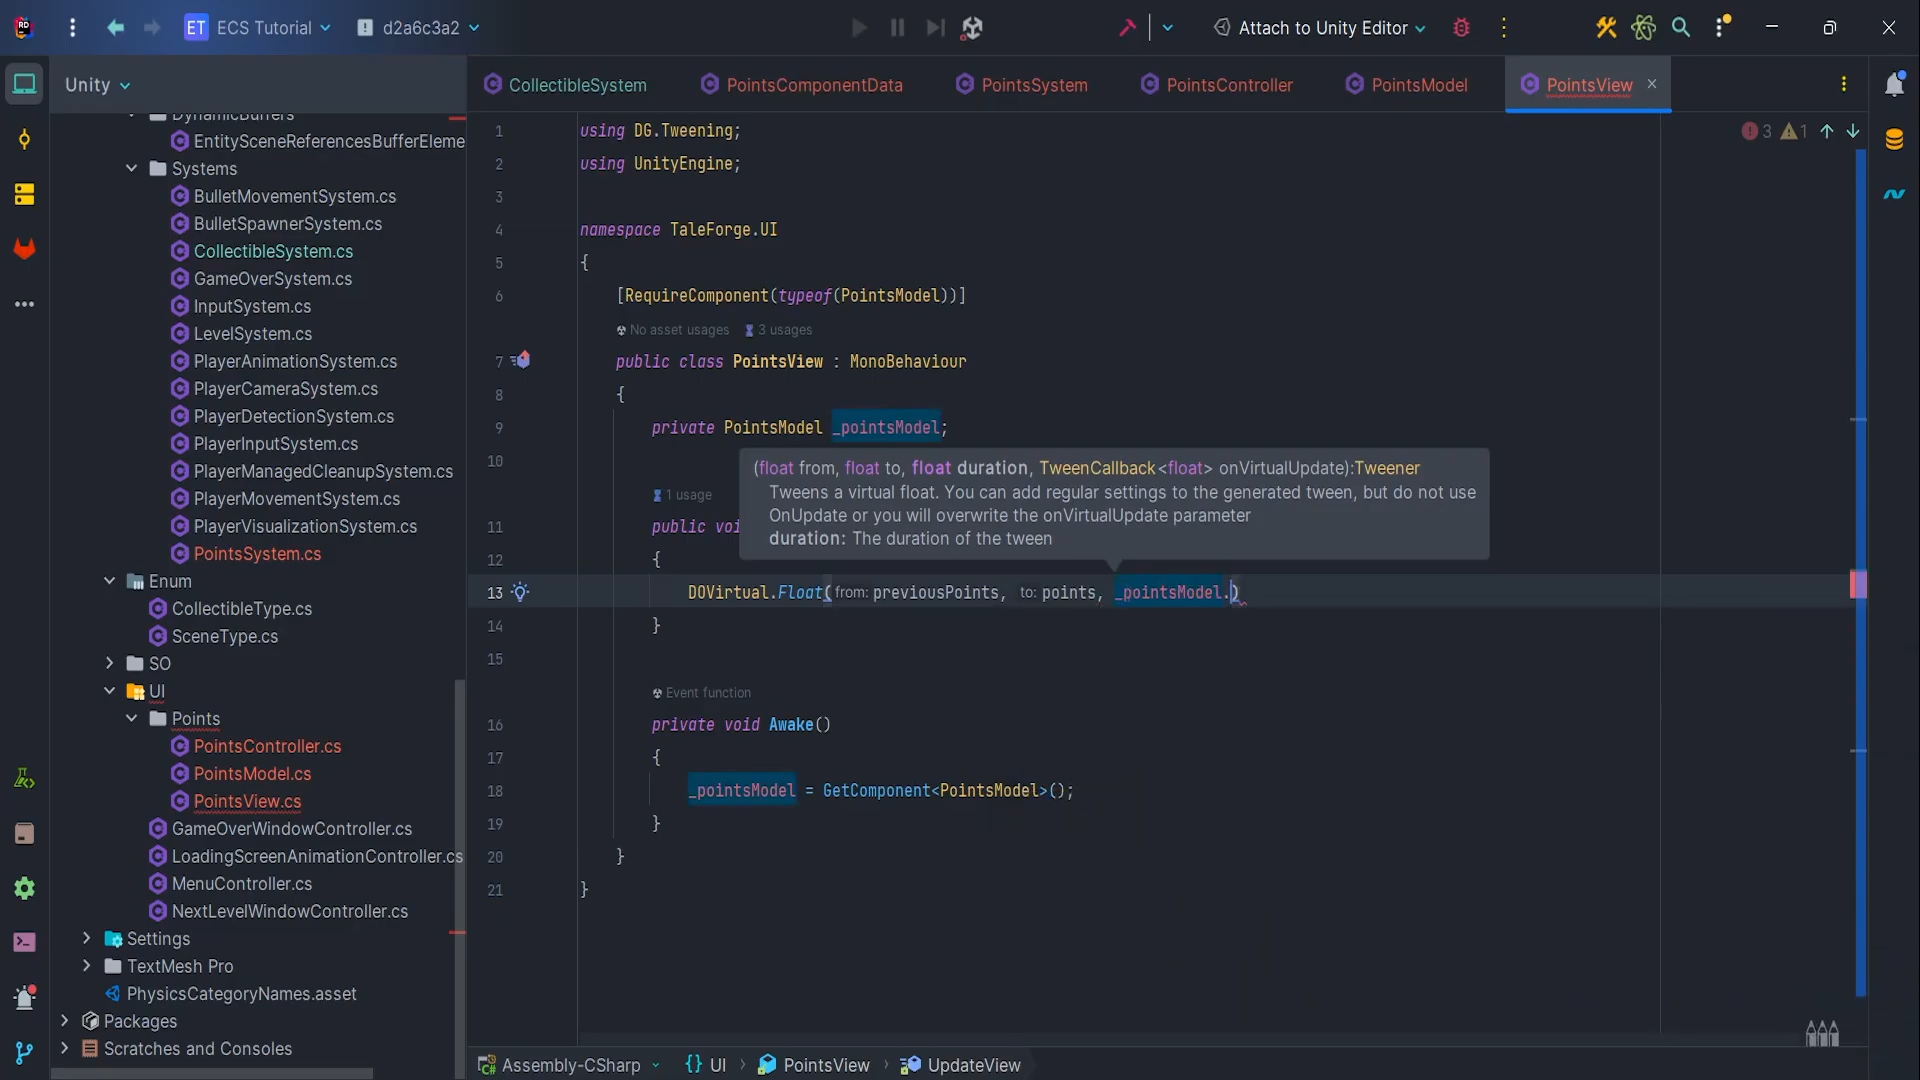 ET ECS Tutorial d2a6c3a2 Attach to Unity Editor
Unity
CollectibleSystem PointsComponentData PointsSystem PointsController PointsModel PointsView
DynamicBuffers
EntitySceneReferencesBufferEleme
Systems
BulletMovementSystem.cs
BulletSpawnerSystem.cs
CollectibleSystem.cs
GameOverSystem.cs
InputSystem.cs
LevelSystem.cs
PlayerAnimationSystem.cs
PlayerCameraSystem.cs
PlayerDetectionSystem.cs
PlayerInputSystem.cs
PlayerManagedCleanupSystem.cs
PlayerMovementSystem.cs
PlayerVisualizationSystem.cs
PointsSystem.cs
Enum
CollectibleType.cs
SceneType.cs
SO
UI
Points
PointsController.cs
PointsModel.cs
PointsView.cs
GameOverWindowController.cs
LoadingScreenAnimationController.cs
MenuController.cs
NextLevelWindowController.cs
Settings
TextMesh Pro
PhysicsCategoryNames.asset
Packages
Scratches and Consoles
3 1
1 using DG.Tweening;
2 using UnityEngine;
3
4 namespace TaleForge.UI
5 {
6 [RequireComponent(typeof(PointsModel))]
No asset usages 3 usages
7 public class PointsView : MonoBehaviour
8 {
9 private PointsModel _pointsModel;
10
(float from, float to, float duration, TweenCallback<float> onVirtualUpdate):Tweener
Tweens a virtual float. You can add regular settings to the generated tween, but do not use
OnUpdate or you will overwrite the onVirtualUpdate parameter
duration: The duration of the tween
1 usage
11 public voi
12 {
13 DOVirtual.Float(from: previousPoints, to: points, _pointsModel.)
14 }
15
Event function
16 private void Awake()
17 {
18 _pointsModel = GetComponent<PointsModel>();
19 }
20 }
21 }
Assembly-CSharp {} UI PointsView UpdateView